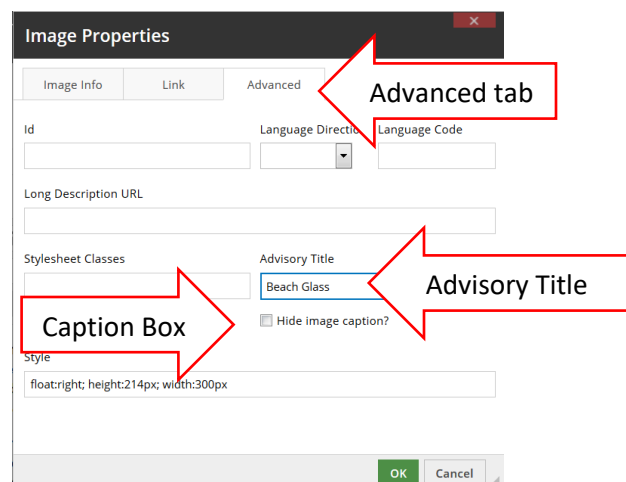 Image Properties
Image Info Link Advanced
Advanced tab
Id Language Directio Language Code
Long Description URL
Stylesheet Classes Advisory Title
Beach Glass
Advisory Title
Caption Box
Hide image caption?
Style
float:right; height:214px; width:300px
OK Cancel